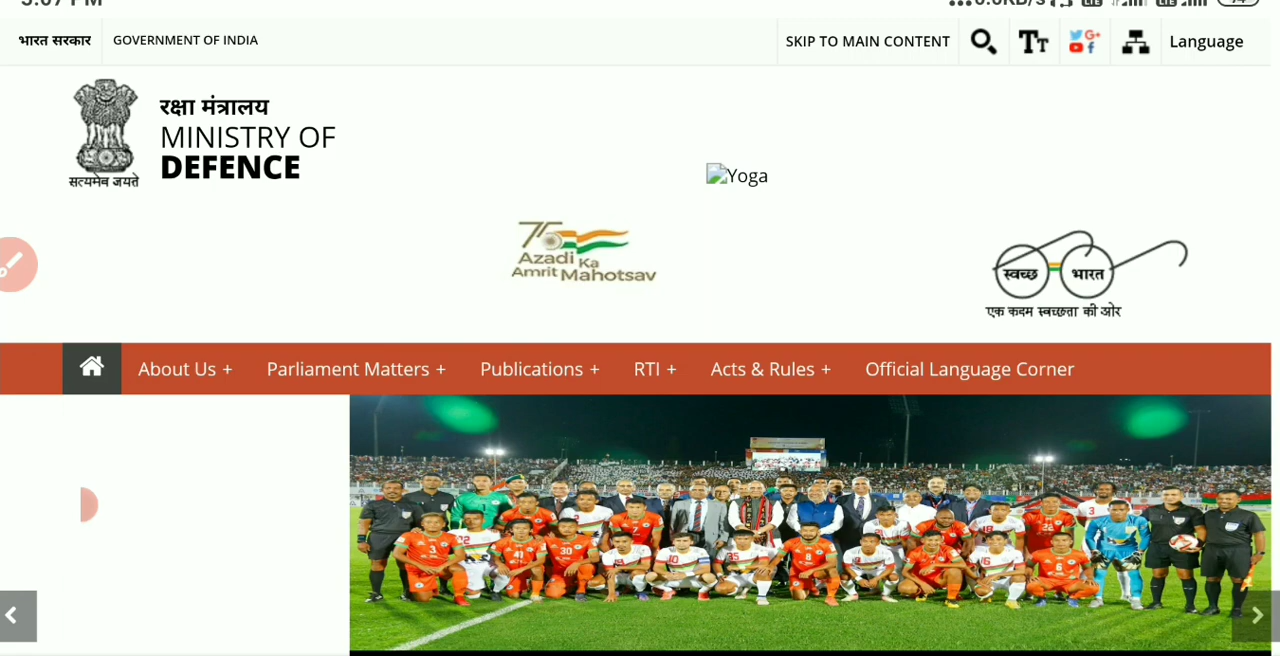 भारत सरकार GOVERNMENT OF INDIA SKIP TO MAIN CONTENT Language
रक्षा मंत्रालय
MINISTRY OF
DEFENCE
सत्यमेव जयते
Yoga
75
Azadi Ka
Amrit Mahotsav
स्वच्छ भारत
एक कदम स्वच्छता की ओर
About Us + Parliament Matters + Publications + RTI + Acts & Rules + Official Language Corner